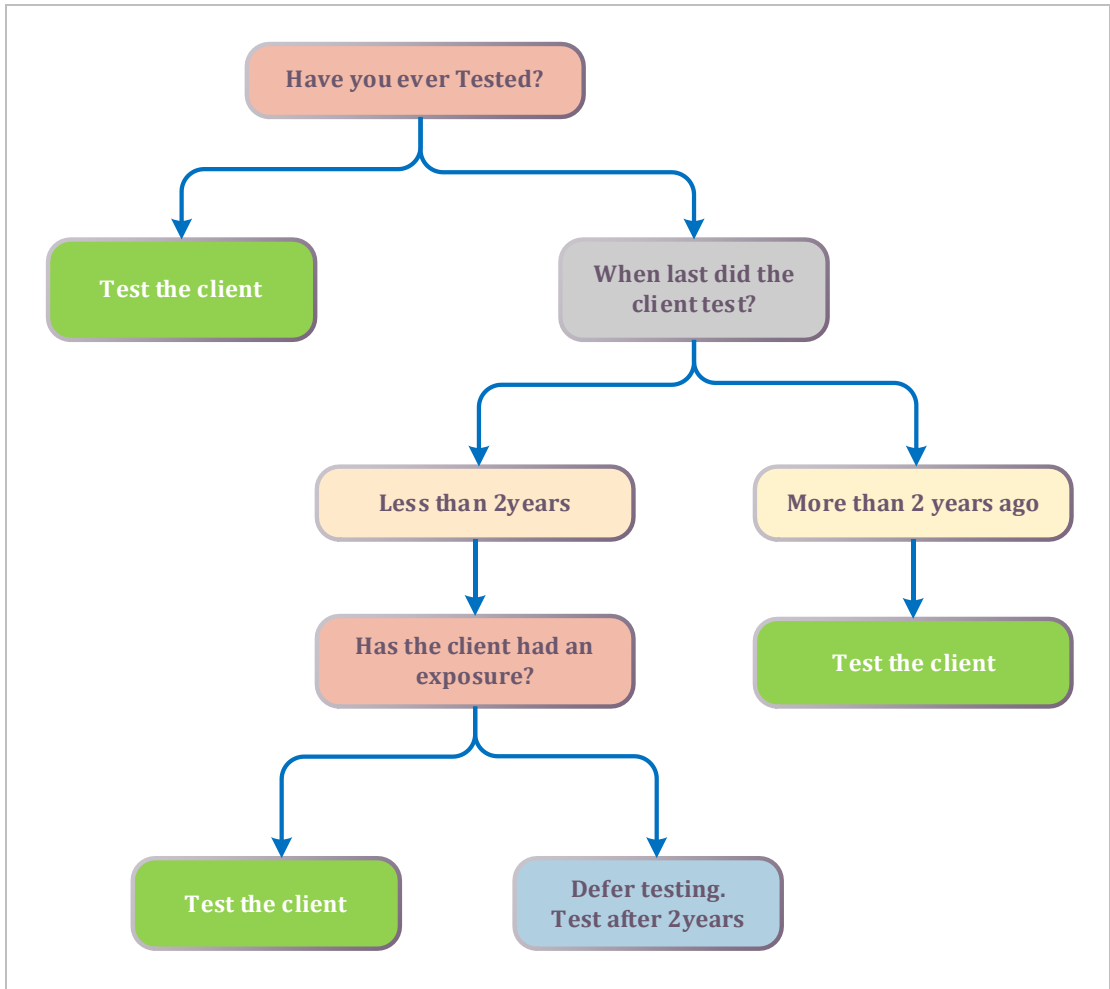 Have you ever Tested?
Test the client
When last did the
client test?
Less than 2years
More than 2 years ago
Has the client had an
exposure?
Test the client
Test the client
Defer testing.
Test after 2years